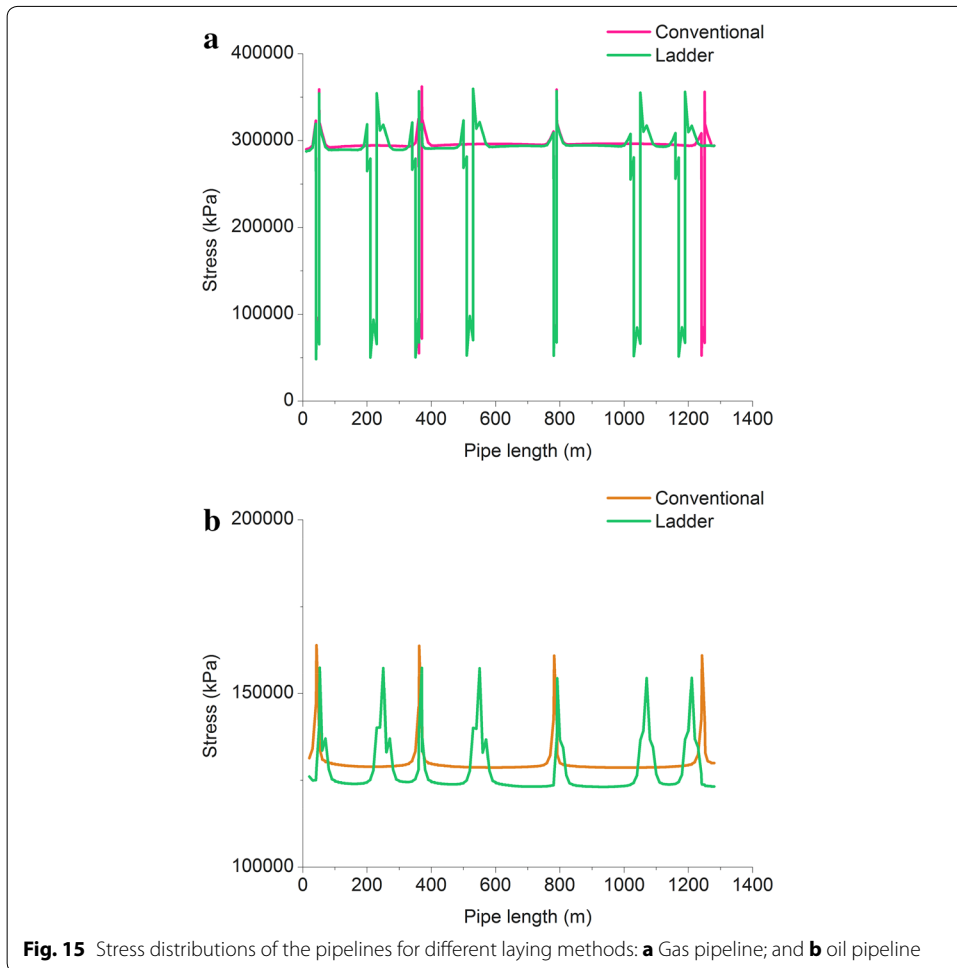 a
Conventional
Ladder
400000
300000
200000
100000
0
Stress (kPa)
0 200 400 600 800 1000 1200 1400
Pipe length (m)
b
Conventional
Ladder
200000
150000
100000
Stress (kPa)
0 200 400 600 800 1000 1200 1400
Pipe length (m)
Fig. 15 Stress distributions of the pipelines for different laying methods: a Gas pipeline; and b oil pipeline